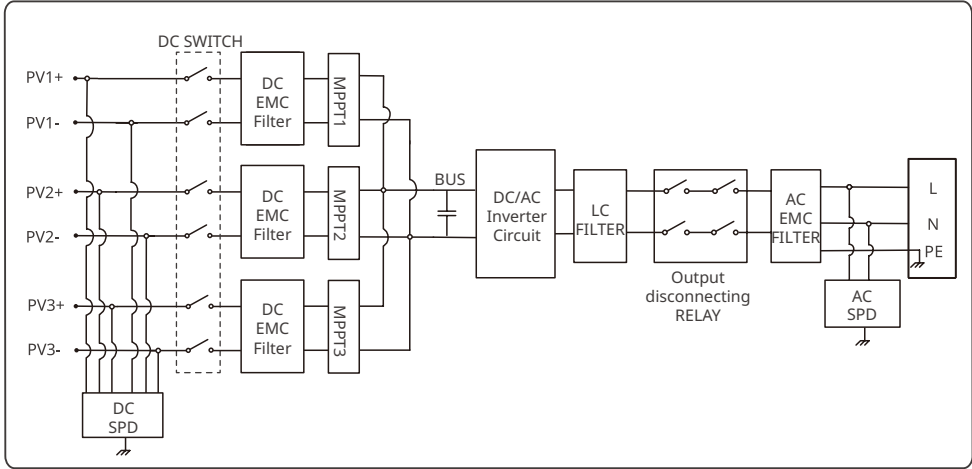 DC SWITCH
PV1+
PV1-
DC
EMC
Filter
MPPT1
PV2+
PV2-
DC
EMC
Filter
MPPT2
PV3+
PV3-
DC
EMC
Filter
MPPT3
DC
SPD
BUS
DC/AC
Inverter
Circuit
LC
FILTER
Output
disconnecting
RELAY
AC
EMC
FILTER
L
N
PE
AC
SPD